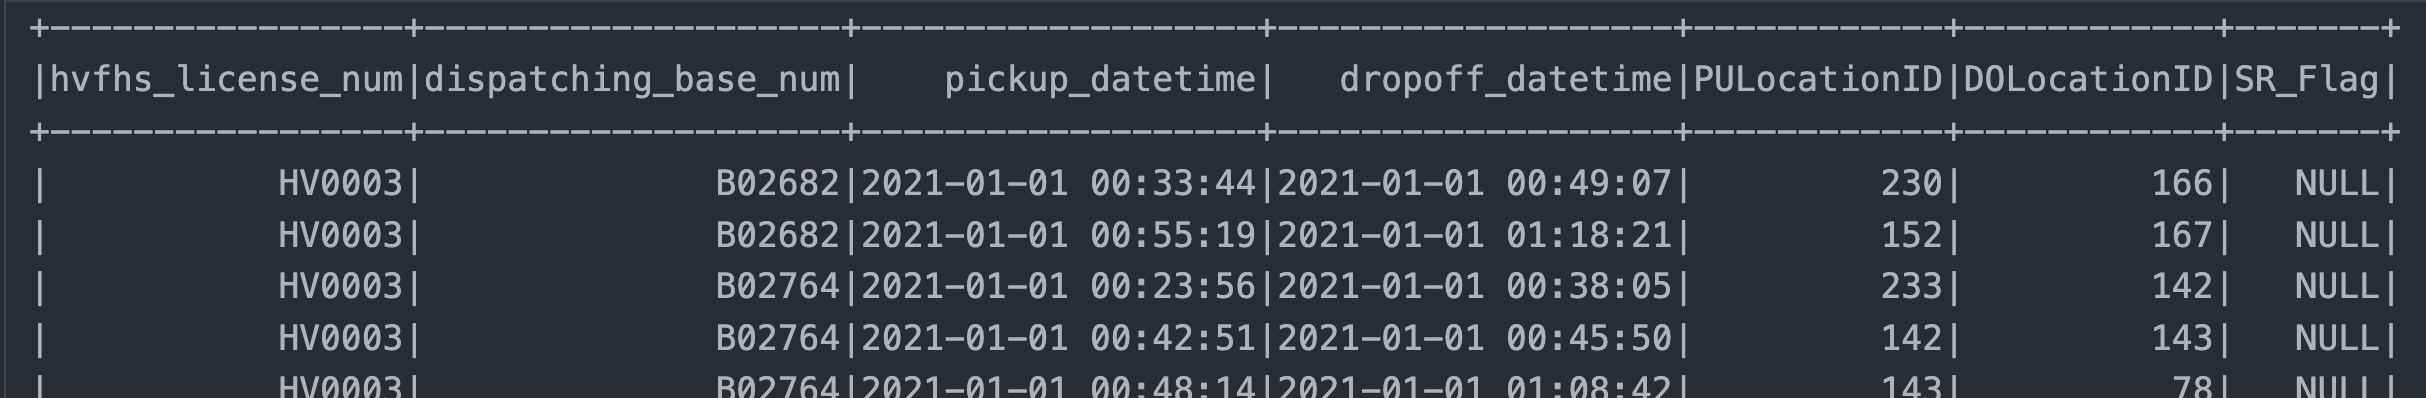 +-----------------+--------------------+-------------------+-------------------+------------+------------+-------+
|hvfhs_license_num|dispatching_base_num|    pickup_datetime|   dropoff_datetime|PULocationID|DOLocationID|SR_Flag|
+-----------------+--------------------+-------------------+-------------------+------------+------------+-------+
|           HV0003|              B02682|2021-01-01 00:33:44|2021-01-01 00:49:07|         230|         166|   NULL|
|           HV0003|              B02682|2021-01-01 00:55:19|2021-01-01 01:18:21|         152|         167|   NULL|
|           HV0003|              B02764|2021-01-01 00:23:56|2021-01-01 00:38:05|         233|         142|   NULL|
|           HV0003|              B02764|2021-01-01 00:42:51|2021-01-01 00:45:50|         142|         143|   NULL|
|           HV0003|              B02764|2021-01-01 00:48:14|2021-01-01 01:08:42|         143|          78|   NULL|